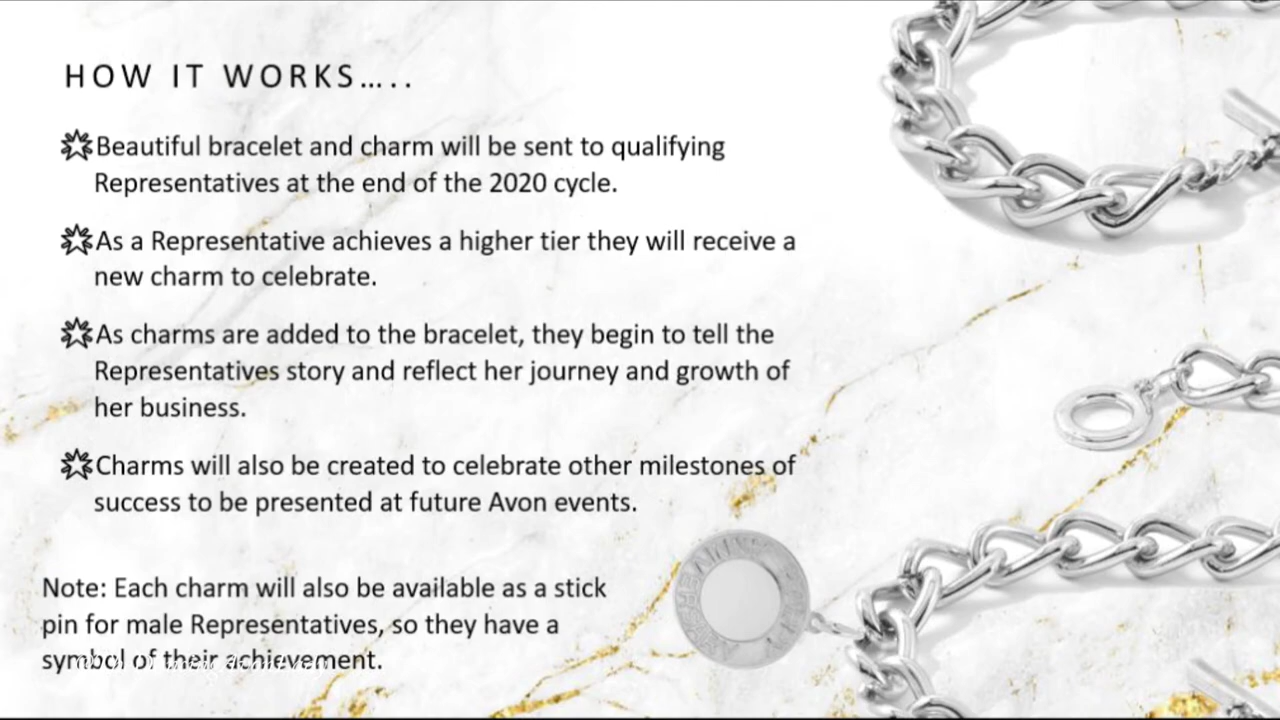 HOW IT WORKS.....
Beautiful bracelet and charm will be sent to qualifying
Representatives at the end of the 2020 cycle.
As a Representative achieves a higher tier they will receive a
new charm to celebrate.
As charms are added to the bracelet, they begin to tell the
Representatives story and reflect her journey and growth of
her business.
Charms will also be created to celebrate other milestones of
success to be presented at future Avon events.
Note: Each charm will also be available as a stick
pin for male Representatives, so they have a
symbol of their achievement.